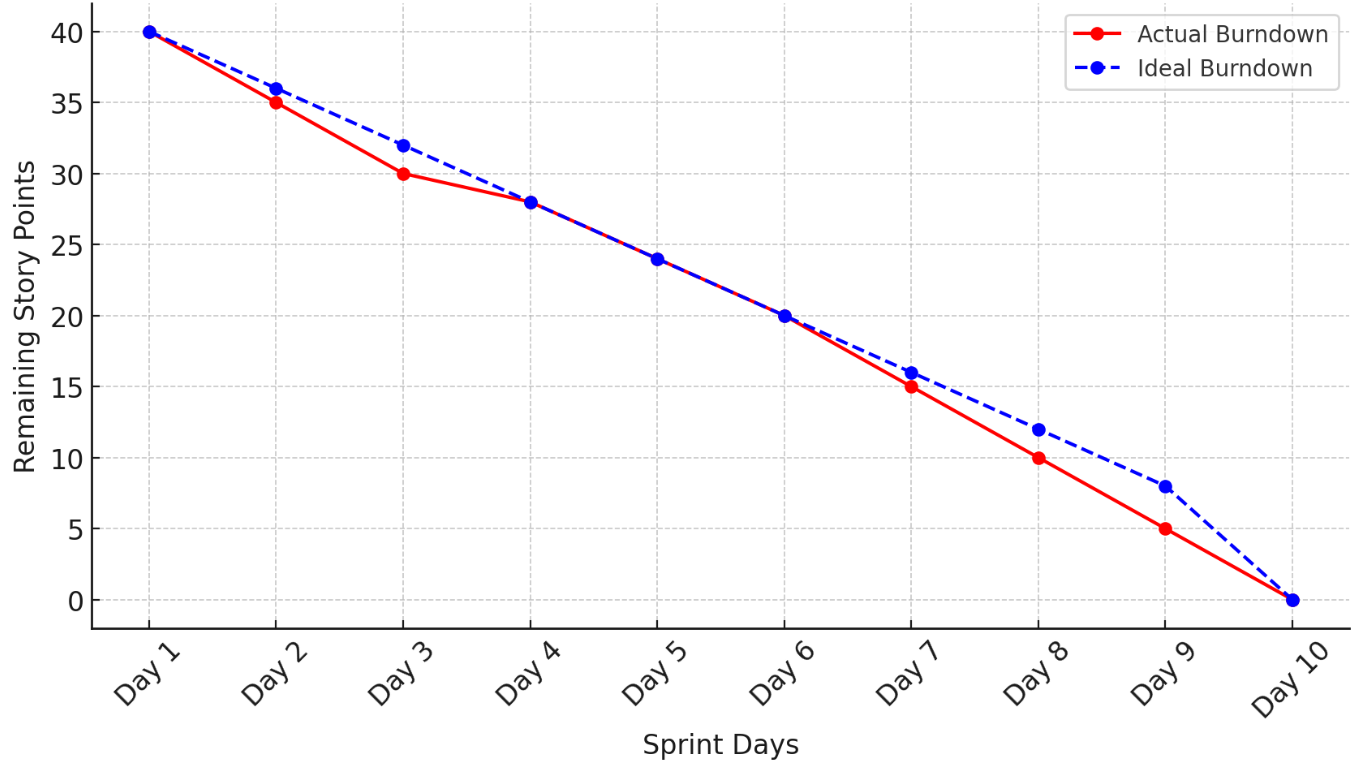 Actual Burndown
Ideal Burndown
Remaining Story Points
40
35
30
25
20
15
10
5
0
Day 1
Day 2
Day 3
Day 4
Day 5
Day 6
Day 7
Day 8
Day 9
Day 10
Sprint Days